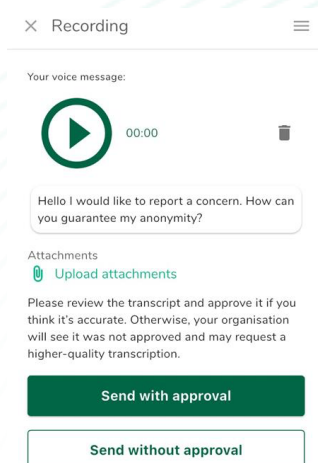 Recording
Your voice message:
00:00
Hello I would like to report a concern. How can
you guarantee my anonymity?
Attachments
Upload attachments
Please review the transcript and approve it if you
think it's accurate. Otherwise, your organisation
will see it was not approved and may request a
higher-quality transcription.
Send with approval
Send without approval